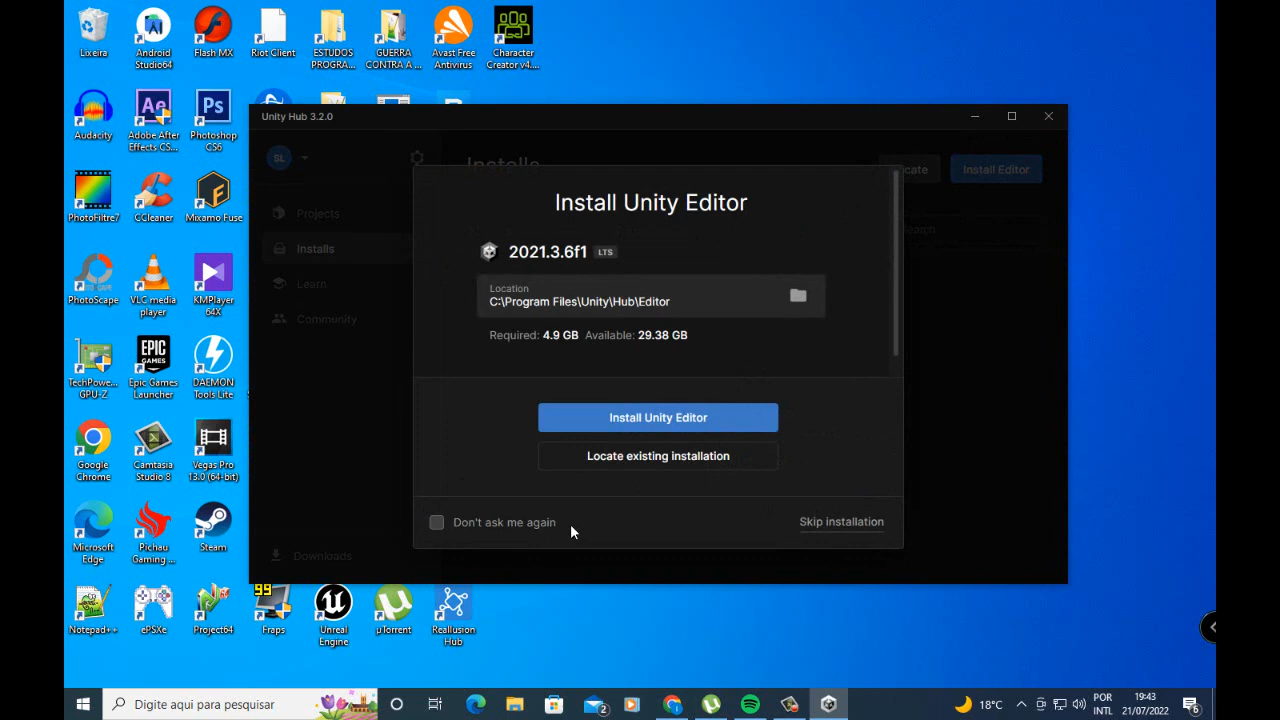 Lixeira
Android
Studio64
Flash MX
Riot Client
ESTUDOS
PROGRA...
GUERRA
CONTRA A ...
Avast Free
Antivirus
Character
Creator v4....
Audacity
Adobe After
Effects CS...
Photoshop
CS6
PhotoFiltre7
CCleaner
Mixamo Fuse
PhotoScape
VLC media
player
KMPlayer
64X
TechPowe...
GPU-Z
Epic Games
Launcher
DAEMON
Tools Lite
Google
Chrome
Camtasia
Studio 8
Vegas Pro
13.0 (64-bit)
Microsoft
Edge
Pichau
Gaming ...
Steam
Notepad++
ePSXe
Project64
99
Fraps
Unreal
Engine
µTorrent
Reallusion
Hub
Unity Hub 3.2.0
SL
Projects
Installs
Learn
Community
Downloads
Installs
Install Editor
Install Unity Editor
2021.3.6f1 LTS
Location
C:\Program Files\Unity\Hub\Editor
Required: 4.9 GB Available: 29.38 GB
Install Unity Editor
Locate existing installation
Don't ask me again
Skip installation
Digite aqui para pesquisar
2
18°C
POR
INTL
19:43
21/07/2022
6